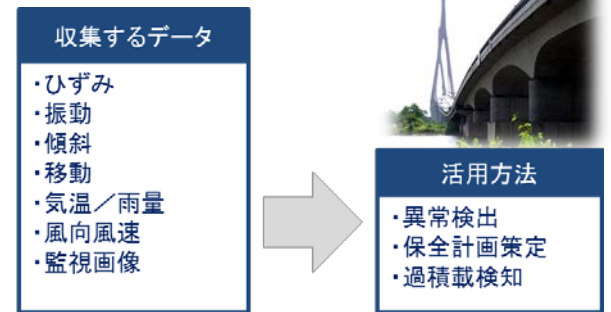 収集するデータ
・ひずみ
・振動
・傾斜
・移動
・気温／雨量
・風向風速
・監視画像
活用方法
・異常検出
・保全計画策定
・過積載検知